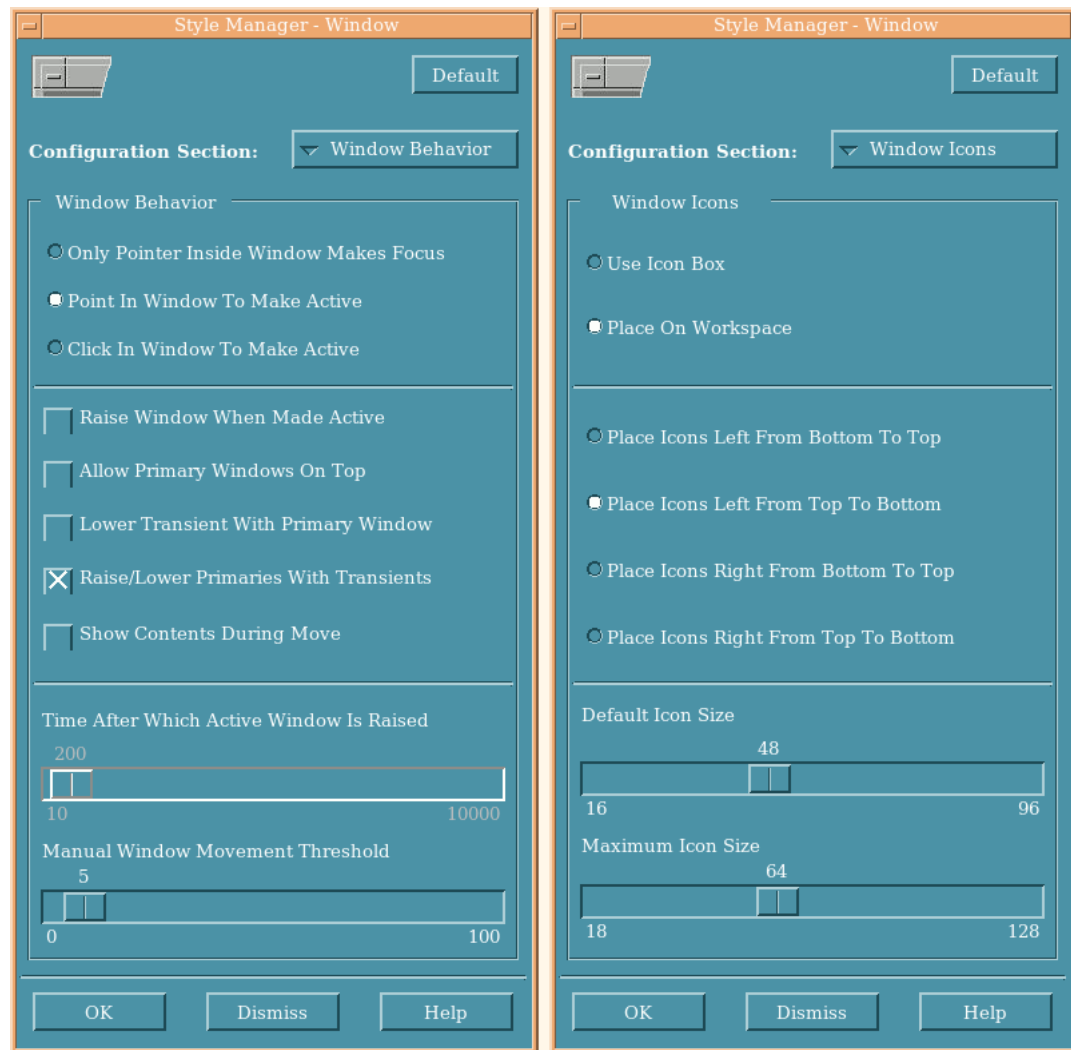 Style Manager - Window
Default
Configuration Section: Window Behavior
Window Behavior
Only Pointer Inside Window Makes Focus
Point In Window To Make Active
Click In Window To Make Active
Raise Window When Made Active
Allow Primary Windows On Top
Lower Transient With Primary Window
Raise/Lower Primaries With Transients
Show Contents During Move
Time After Which Active Window Is Raised
200
10 10000
Manual Window Movement Threshold
5
0 100
OK Dismiss Help
Style Manager - Window
Default
Configuration Section: Window Icons
Window Icons
Use Icon Box
Place On Workspace
Place Icons Left From Bottom To Top
Place Icons Left From Top To Bottom
Place Icons Right From Bottom To Top
Place Icons Right From Top To Bottom
Default Icon Size
48
16 96
Maximum Icon Size
64
18 128
OK Dismiss Help